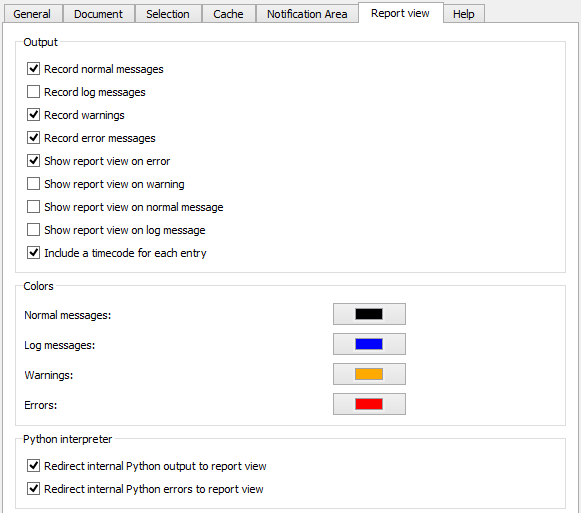 General Document Selection Cache Notification Area Report view Help
Output
Record normal messages
Record log messages
Record warnings
Record error messages
Show report view on error
Show report view on warning
Show report view on normal message
Show report view on log message
Include a timecode for each entry
Colors
Normal messages:
Log messages:
Warnings:
Errors:
Python interpreter
Redirect internal Python output to report view
Redirect internal Python errors to report view